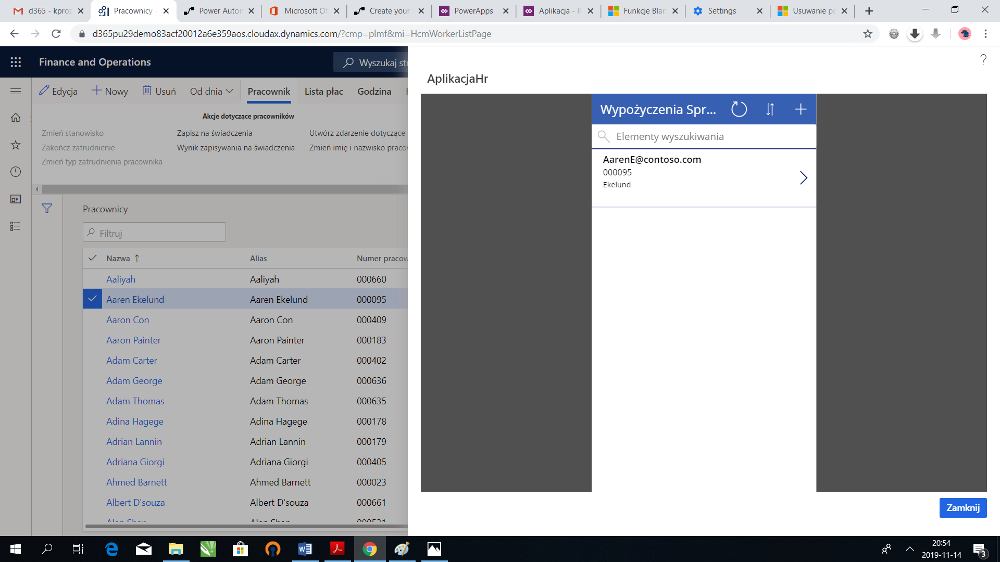 d365 - kproz
Pracownicy -
Power Auton
Microsoft Of
Create your
PowerApps
Aplikacja - P
Funkcje Blan
Settings
Usuwanie po
d365pu29demo83acf20012a6e359aos.cloudax.dynamics.com/?cmp=plmf&mi=HcmWorkerListPage
Finance and Operations
Wyszukaj st
?
AplikacjaHr
Edycja
Nowy
Usuń
Od dnia
Pracownik
Lista płac
Godzina
Akcje dotyczące pracowników
Zmień stanowisko
Zapisz na świadczenia
Utwórz zdarzenie dotyczące
Zakończ zatrudnienie
Wynik zapisywania na świadczenia
Zmień imię i nazwisko praco
Zmień typ zatrudnienia pracownika
Wypożyczenia Spr...
Elementy wyszukiwania
AarenE@contoso.com
000095
Ekelund
Pracownicy
Filtruj
Nazwa ↑ Alias Numer pracow
Aaliyah Aaliyah 000660
Aaren Ekelund Aaren Ekelund 000095
Aaron Con Aaron Con 000409
Aaron Painter Aaron Painter 000183
Adam Carter Adam Carter 000402
Adam George Adam George 000636
Adam Thomas Adam Thomas 000635
Adina Hagege Adina Hagege 000178
Adrian Lannin Adrian Lannin 000179
Adriana Giorgi Adriana Giorgi 000405
Ahmed Barnett Ahmed Barnett 000023
Albert D'souza Albert D'souza 000661
Zamknij
20:54
2019-11-14
3